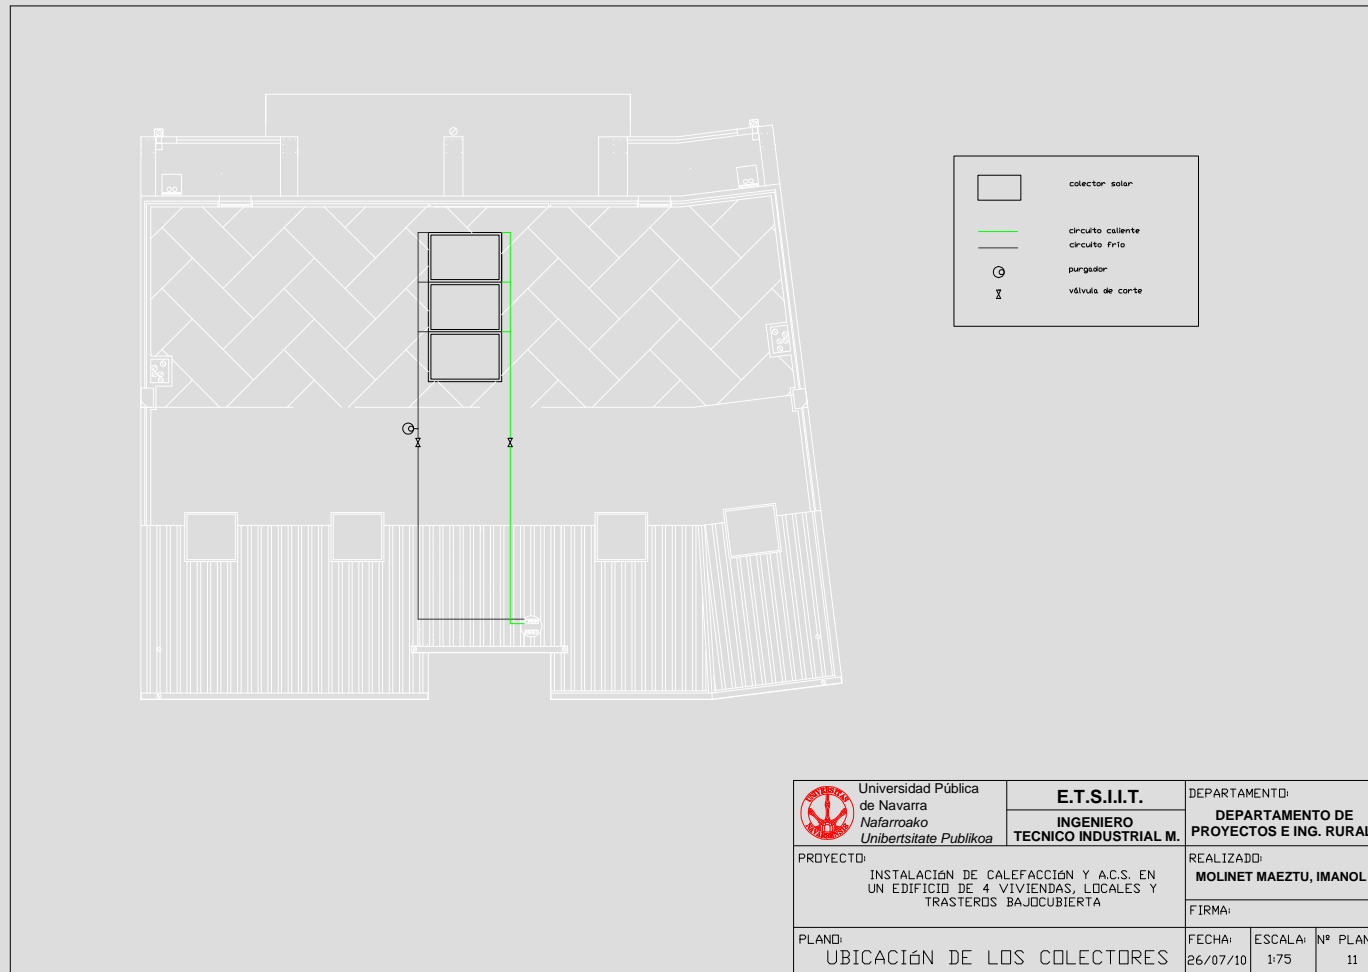 colector solar
circuito caliente
circuito frío
purgador
válvula de corte
UNIVERSITAS
NAVARRENSIS
Universidad Pública
de Navarra
Nafarroako
Unibertsitate Publikoa
E.T.S.I.I.T.
INGENIERO
TECNICO INDUSTRIAL M.
DEPARTAMENTO:
DEPARTAMENTO DE
PROYECTOS E ING. RURAL
PROYECTO:
INSTALACIóN DE CALEFACCIóN Y A.C.S. EN
UN EDIFICIO DE 4 VIVIENDAS, LOCALES Y
TRASTEROS BAJOCUBIERTA
REALIZADO:
MOLINET MAEZTU, IMANOL
FIRMA:
PLANO:
UBICACIóN DE LOS COLECTORES
FECHA:
26/07/10
ESCALA:
1:75
Nº PLAN
11